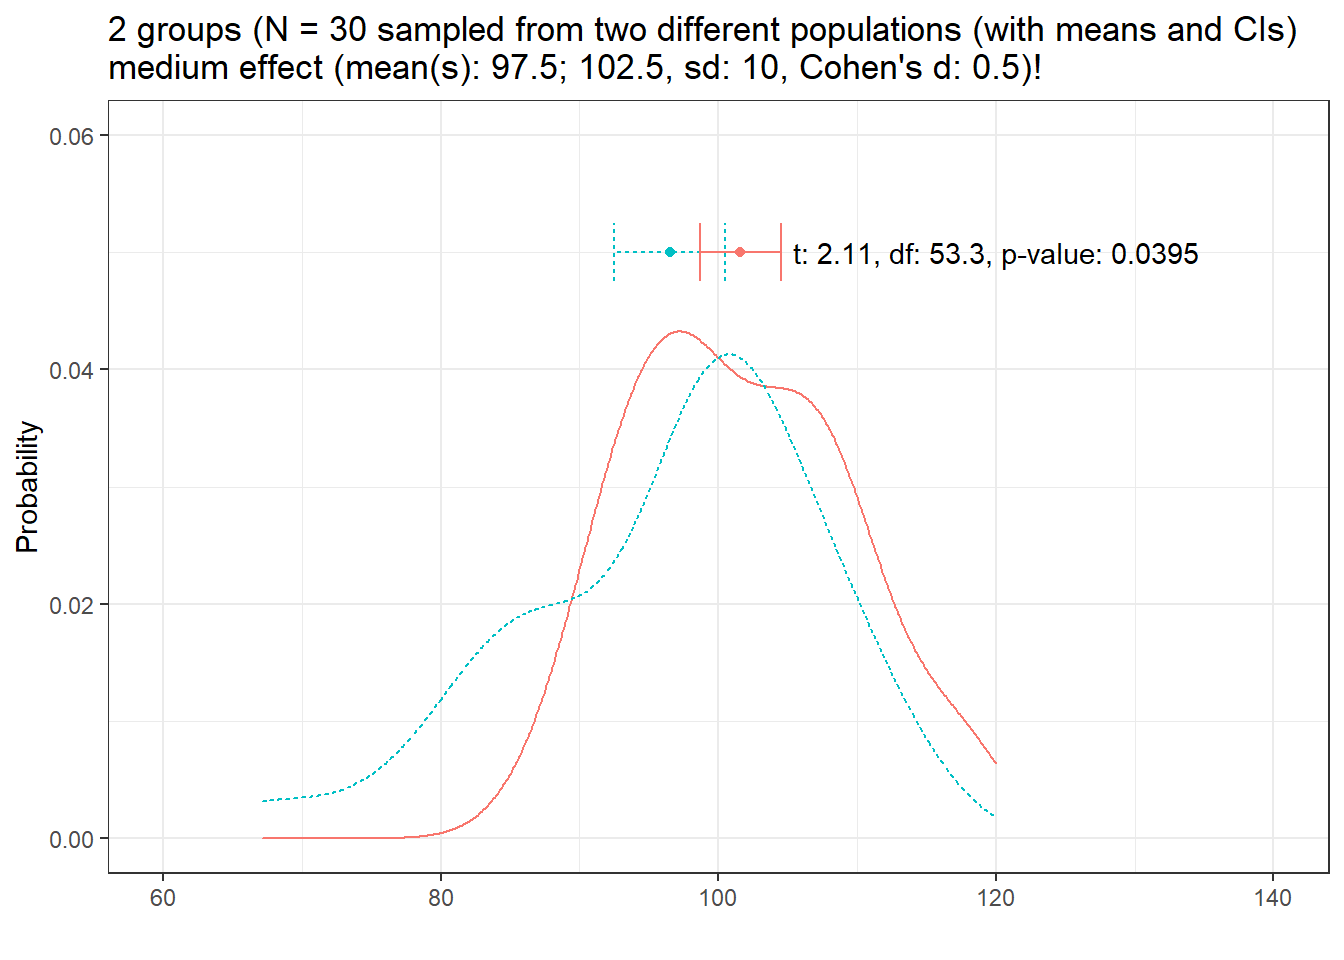 2 groups (N = 30 sampled from two different populations (with means and CIs)
medium effect (mean(s): 97.5; 102.5, sd: 10, Cohen's d: 0.5)!
0.06
t: 2.11, df: 53.3, p-value: 0.0395
0.04
Probability
0.02
0.00
60 80 100 120 140